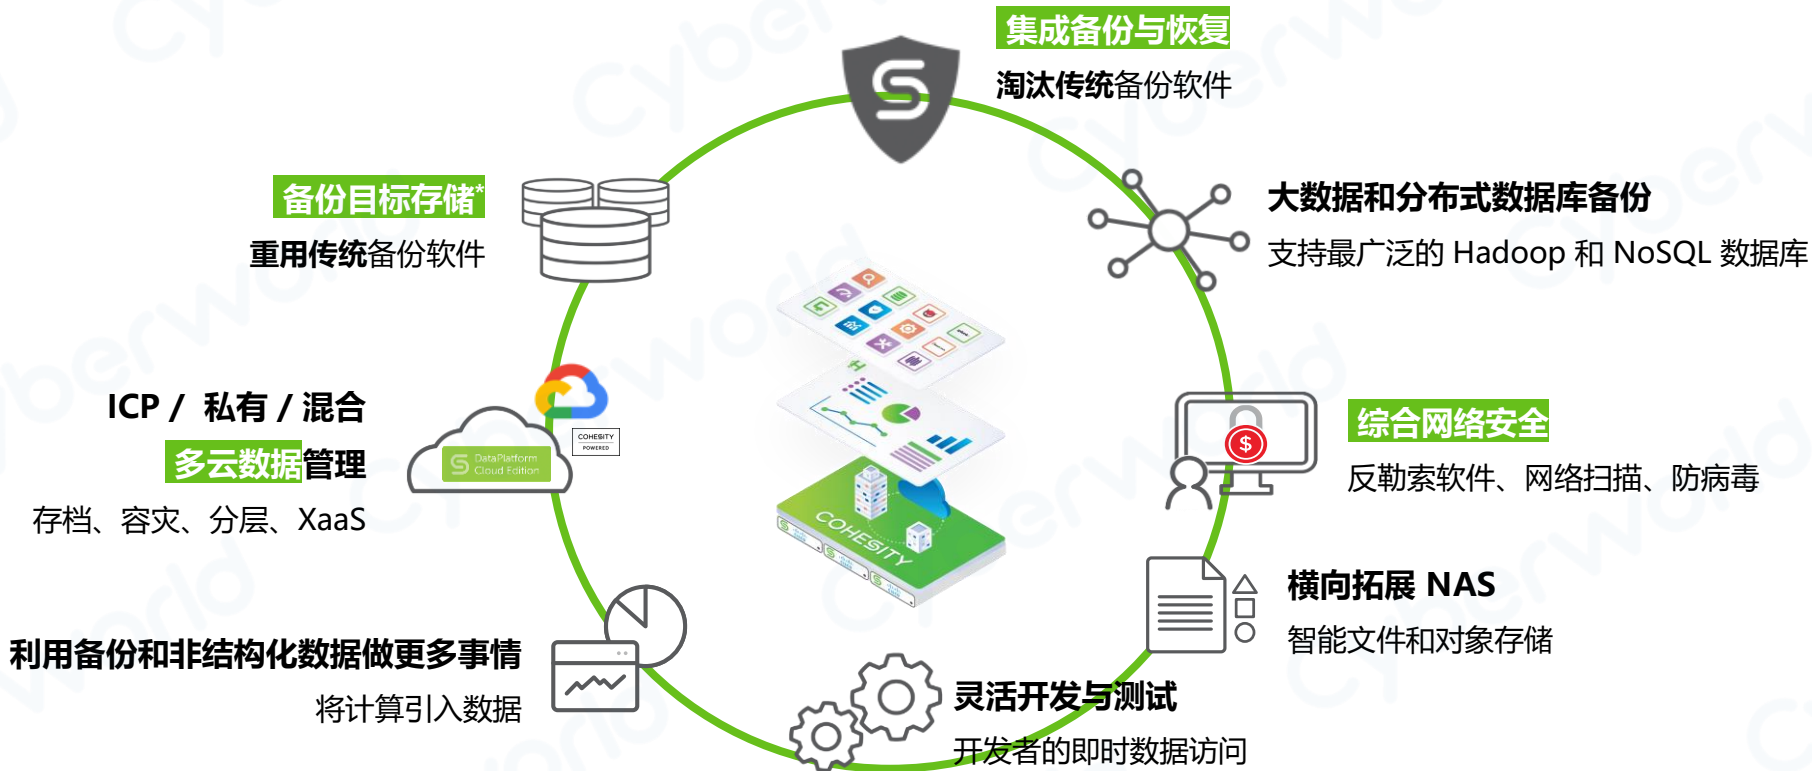 集成备份与恢复
淘汰传统备份软件
备份目标存储*
重用传统备份软件
大数据和分布式数据库备份
支持最广泛的 Hadoop 和 NoSQL 数据库
ICP / 私有 / 混合
多云数据管理
存档、容灾、分层、XaaS
DataPlatform
Cloud Edition
COHESITY
POWERED
COHESITY
综合网络安全
反勒索软件、网络扫描、防病毒
$
横向拓展 NAS
智能文件和对象存储
利用备份和非结构化数据做更多事情
将计算引入数据
灵活开发与测试
开发者的即时数据访问
Cyberworld